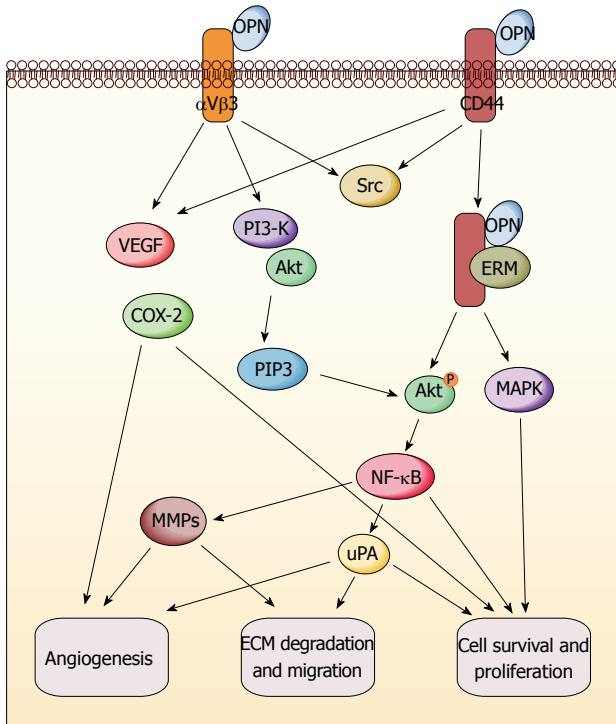 OPN
OPN
αVβ3
CD44
Src
VEGF
PI3-K
OPN
Akt
ERM
COX-2
PIP3
Akt
P
MAPK
NF-κB
MMPs
uPA
Angiogenesis
ECM degradation
and migration
Cell survival and
proliferation